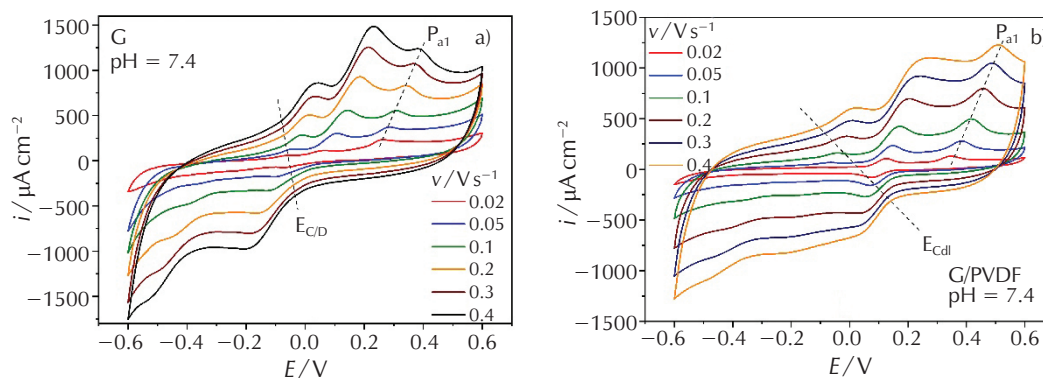 G
pH = 7.4
a)
P_a1
E_C/D
v / V s⁻¹
0.02
0.05
0.1
0.2
0.3
0.4
1500
1000
500
0
−500
−1000
−1500
i / µA cm⁻²
−0.6 −0.4 −0.2 0.0 0.2 0.4 0.6
E / V
b
P_a1
v / V s⁻¹
0.02
0.05
0.1
0.2
0.3
0.4
E_Cdl
G/PVDF
pH = 7.4
1500
1000
500
0
−500
−1000
−1500
i / µA cm⁻²
−0.6 −0.4 −0.2 0.0 0.2 0.4 0.6
E / V